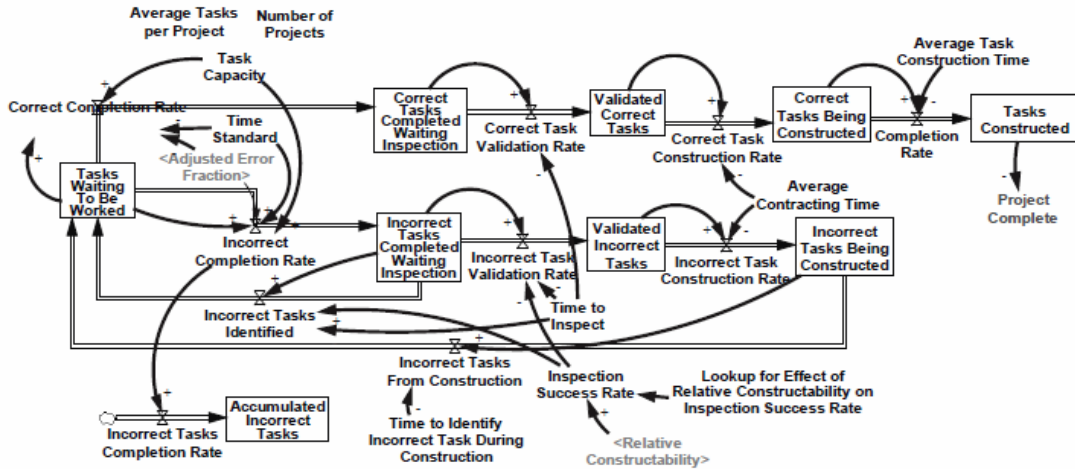 Average Tasks
per Project
Number of
Projects
Task
Capacity
Correct Completion Rate
Time
Standard
<Adjusted Error
Fraction>
Tasks
Waiting
To Be
Worked
Incorrect
Completion Rate
Correct
Tasks
Completed
Waiting
Inspection
Correct Task
Validation Rate
Validated
Correct Tasks
Correct Task
Construction Rate
Correct Tasks
Being
Constructed
Average Task
Construction Time
Completion
Rate
Tasks
Constructed
Project
Complete
Average
Contracting Time
Incorrect
Tasks
Completed
Waiting
Inspection
Incorrect Task
Validation Rate
Validated
Incorrect
Tasks
Incorrect Task
Construction Rate
Incorrect
Tasks Being
Constructed
Incorrect Tasks
Identified
Time to
Inspect
Incorrect Tasks
From Construction
Inspection
Success Rate
Lookup for Effect of
Relative Constructability on
Inspection Success Rate
Incorrect Tasks
Completion Rate
Accumulated
Incorrect
Tasks
Time to Identify
Incorrect Task During
Construction
<Relative
Constructability>